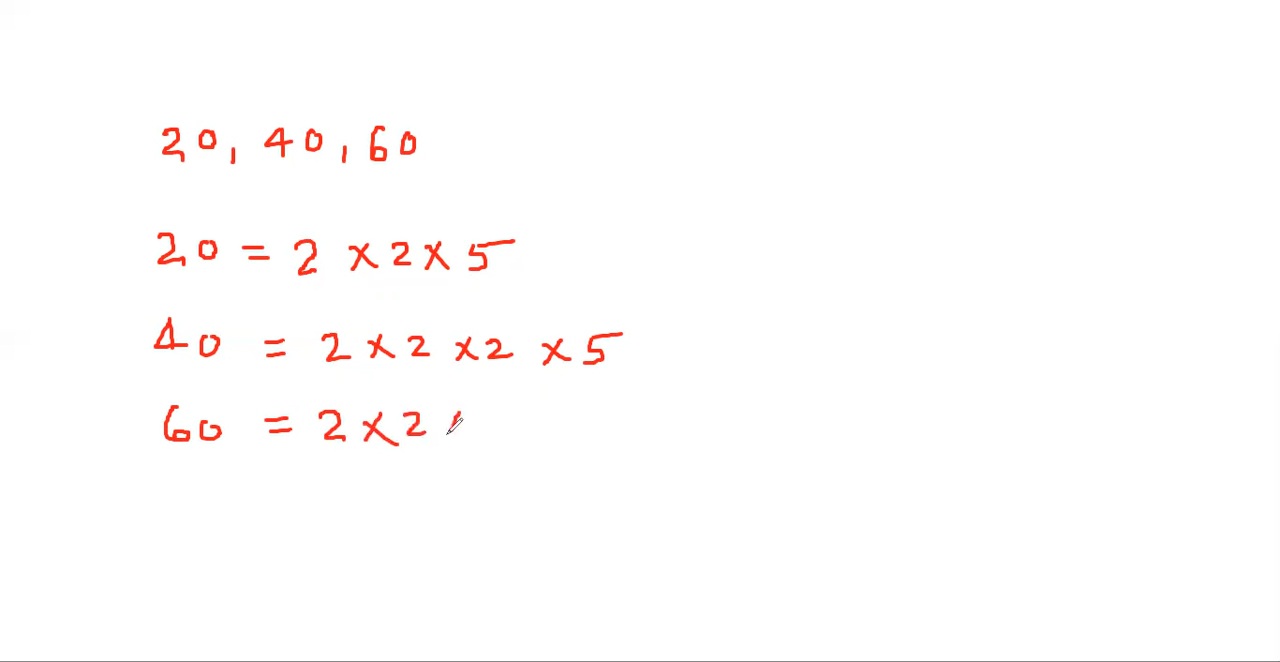 20, 40, 60
20 = 2 × 2 × 5
40 = 2 × 2 × 2 × 5
60 = 2 × 2